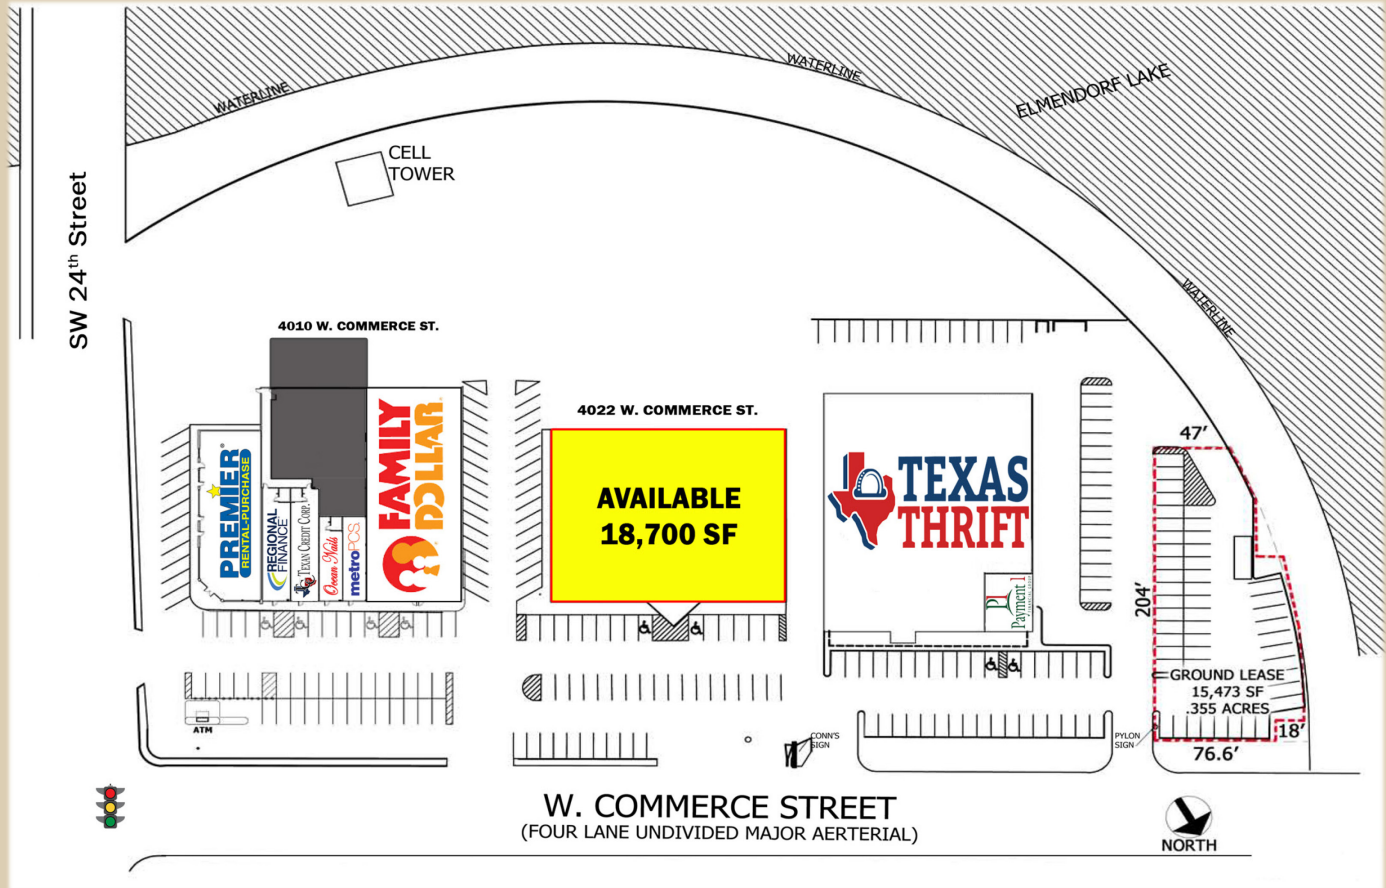 WATERLINE
WATERLINE
ELMENDORF LAKE
CELL
TOWER
SW 24th Street
WATERLINE
4010 W. COMMERCE ST.
4022 W. COMMERCE ST.
47'
PREMIER
RENTAL-PURCHASE
REGIONAL
FINANCE
TEXAN CREDIT CORP.
Ocean Nails
metroPCS.
FAMILY
DOLLAR
AVAILABLE
18,700 SF
TEXAS
THRIFT
P1
Payment 1
204'
GROUND LEASE
15,473 SF
.355 ACRES
18'
76.6'
ATM
CONN'S
SIGN
PYLON
SIGN
W. COMMERCE STREET
(FOUR LANE UNDIVIDED MAJOR AERTERIAL)
NORTH